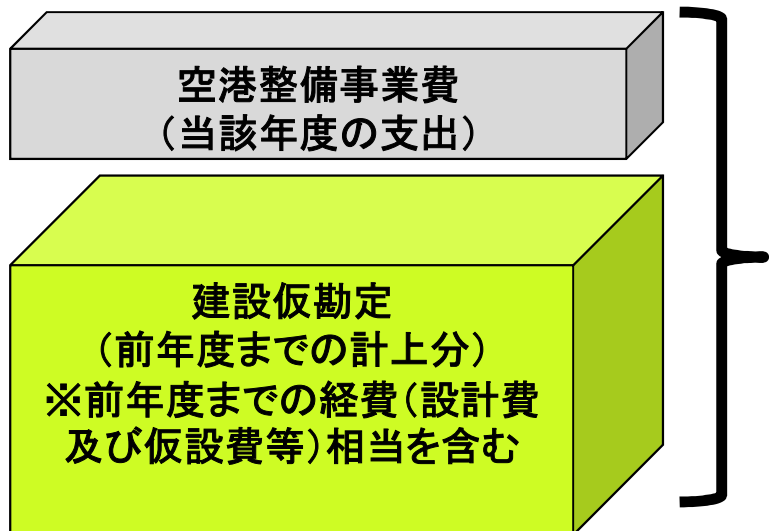 空港整備事業費
（当該年度の支出）
建設仮勘定
（前年度までの計上分）
※前年度までの経費（設計費
及び仮設費等）相当を含む